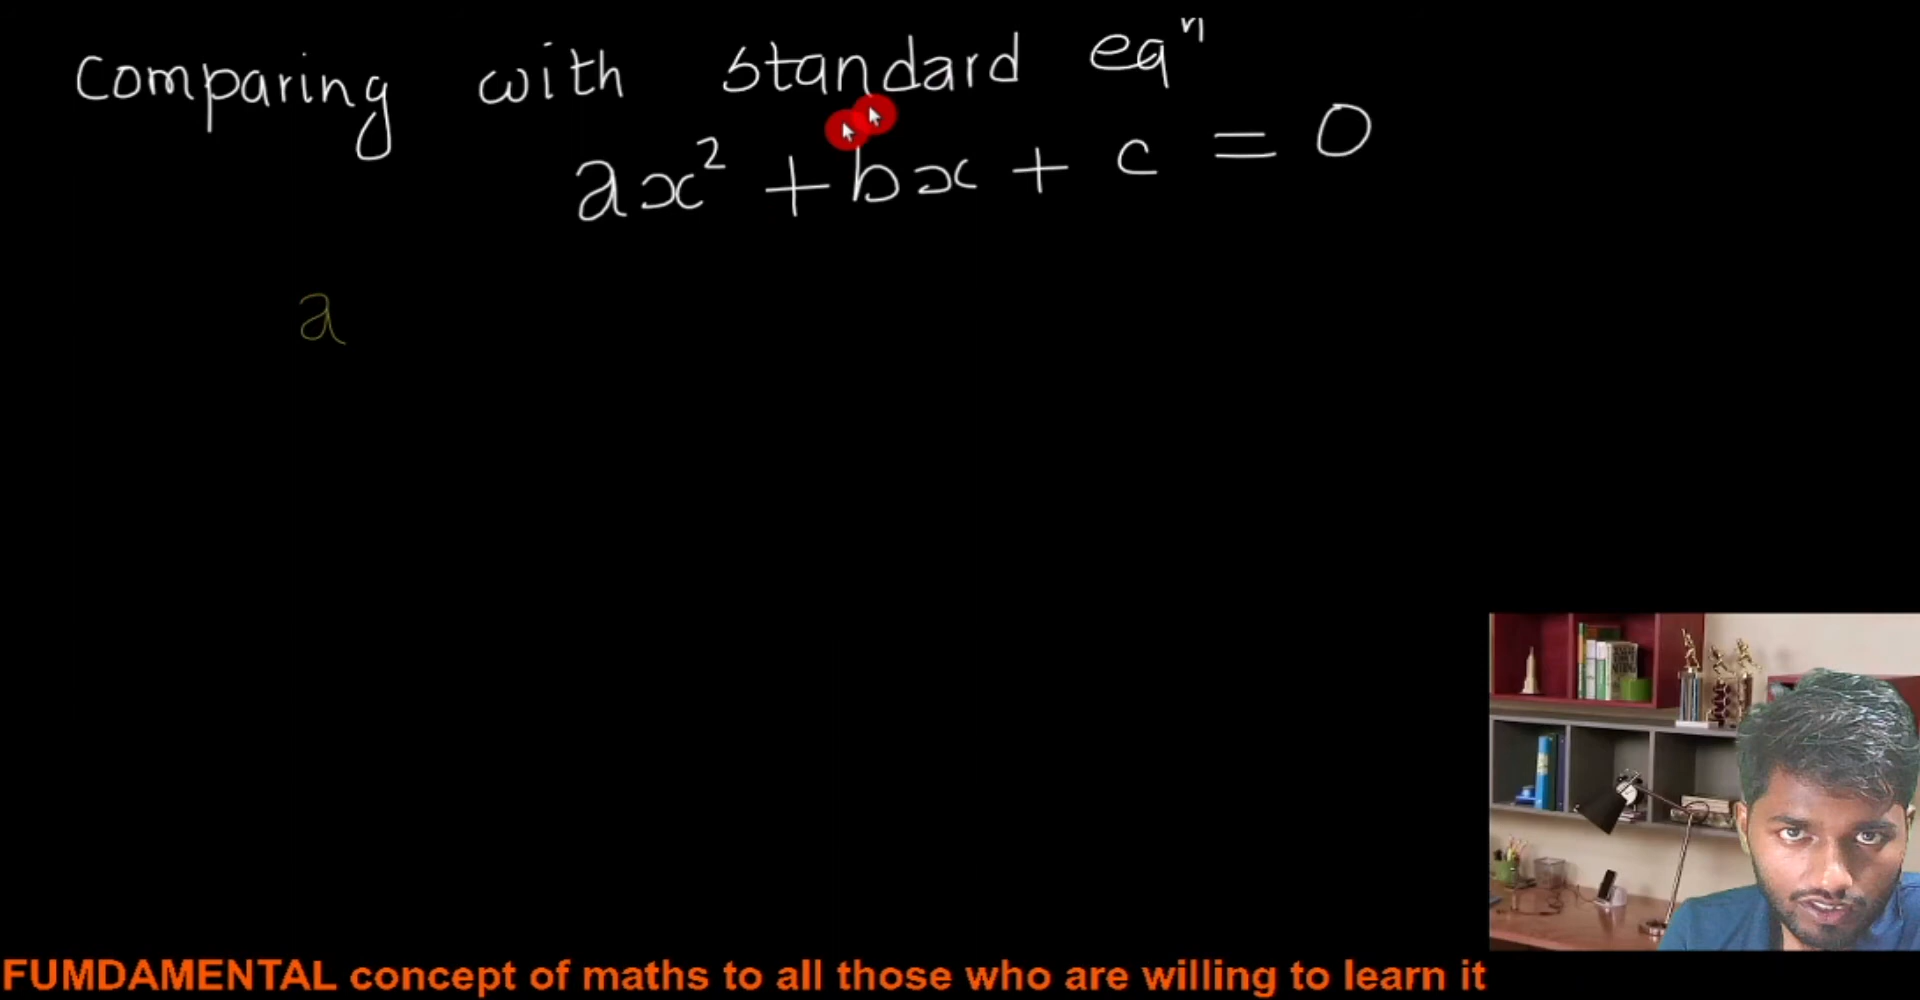 comparing with standard eqⁿ
ax² + bx + c = 0
a
FUMDAMENTAL concept of maths to all those who are willing to learn it